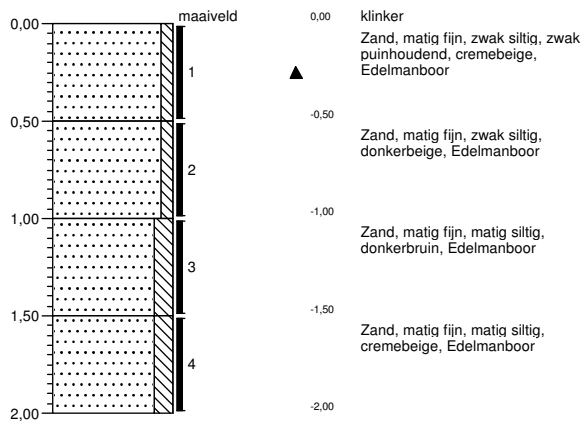 maaiveld
0,00
1
0,50
2
1,00
3
1,50
4
2,00
0,00
klinker
Zand, matig fijn, zwak siltig, zwak
puinhoudend, cremebeige,
Edelmanboor
-0,50
Zand, matig fijn, zwak siltig,
donkerbeige, Edelmanboor
-1,00
Zand, matig fijn, matig siltig,
donkerbruin, Edelmanboor
-1,50
Zand, matig fijn, matig siltig,
cremebeige, Edelmanboor
-2,00